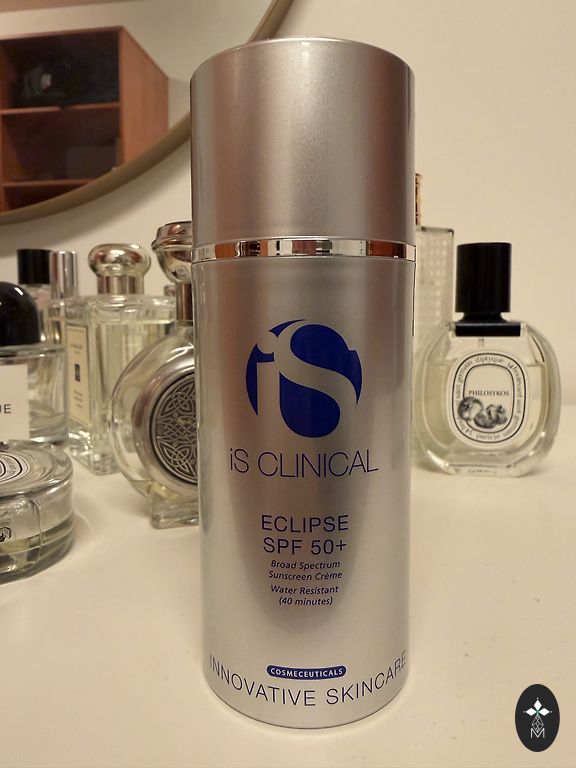 iS
iS CLINICAL
ECLIPSE
SPF 50+
Broad Spectrum
Sunscreen Crème
Water Resistant
(40 minutes)
COSMECEUTICALS
INNOVATIVE SKINCARE
diptyque
PHILOSYKOS
M